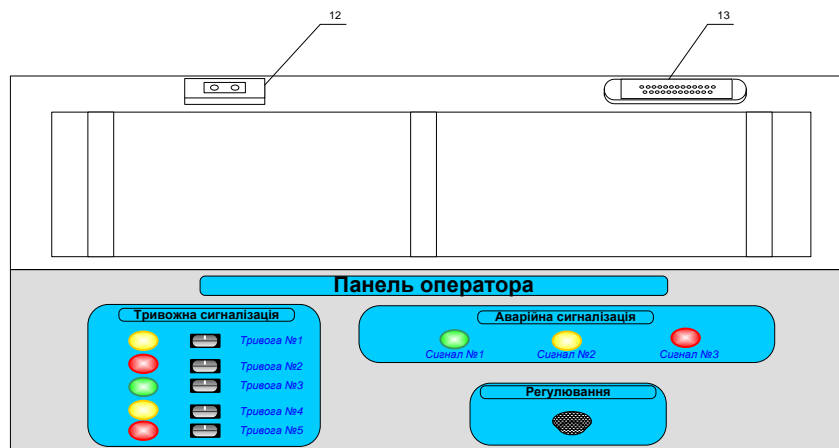 12
13
Панель оператора
Тривожна сигналізація
Тривога №1
Тривога №2
Тривога №3
Тривога №4
Тривога №5
Аварійна сигналізація
Сигнал №1
Сигнал №2
Сигнал №3
Регулювання